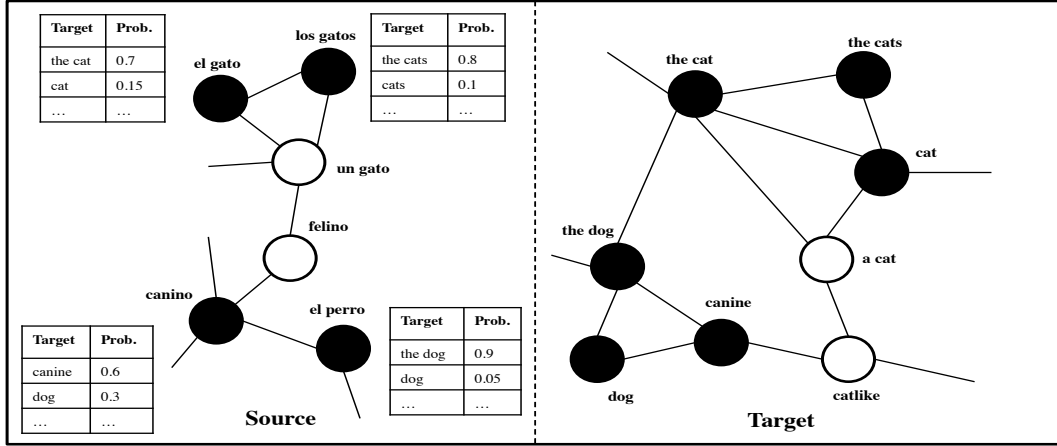 Target Prob.
the cat 0.7
cat 0.15
… …
el gato
los gatos
Target Prob.
the cats 0.8
cats 0.1
… …
un gato
felino
canino
el perro
Target Prob.
canine 0.6
dog 0.3
… …
Target Prob.
the dog 0.9
dog 0.05
… …
Source
the cat
the cats
cat
the dog
a cat
canine
dog
catlike
Target